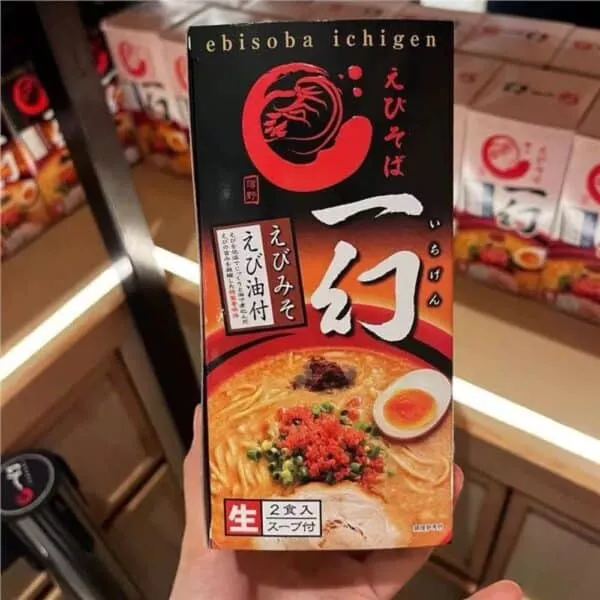 ebisoba ichigen
えびそば
一幻
いちげん
えびみそ
えび油付
生
2食入
スープ付